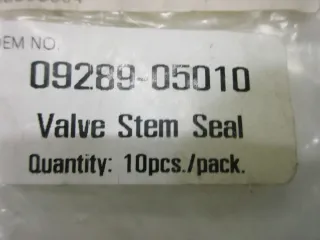 OEM NO.
09289-05010
Valve Stem Seal
Quantity: 10pcs./pack.